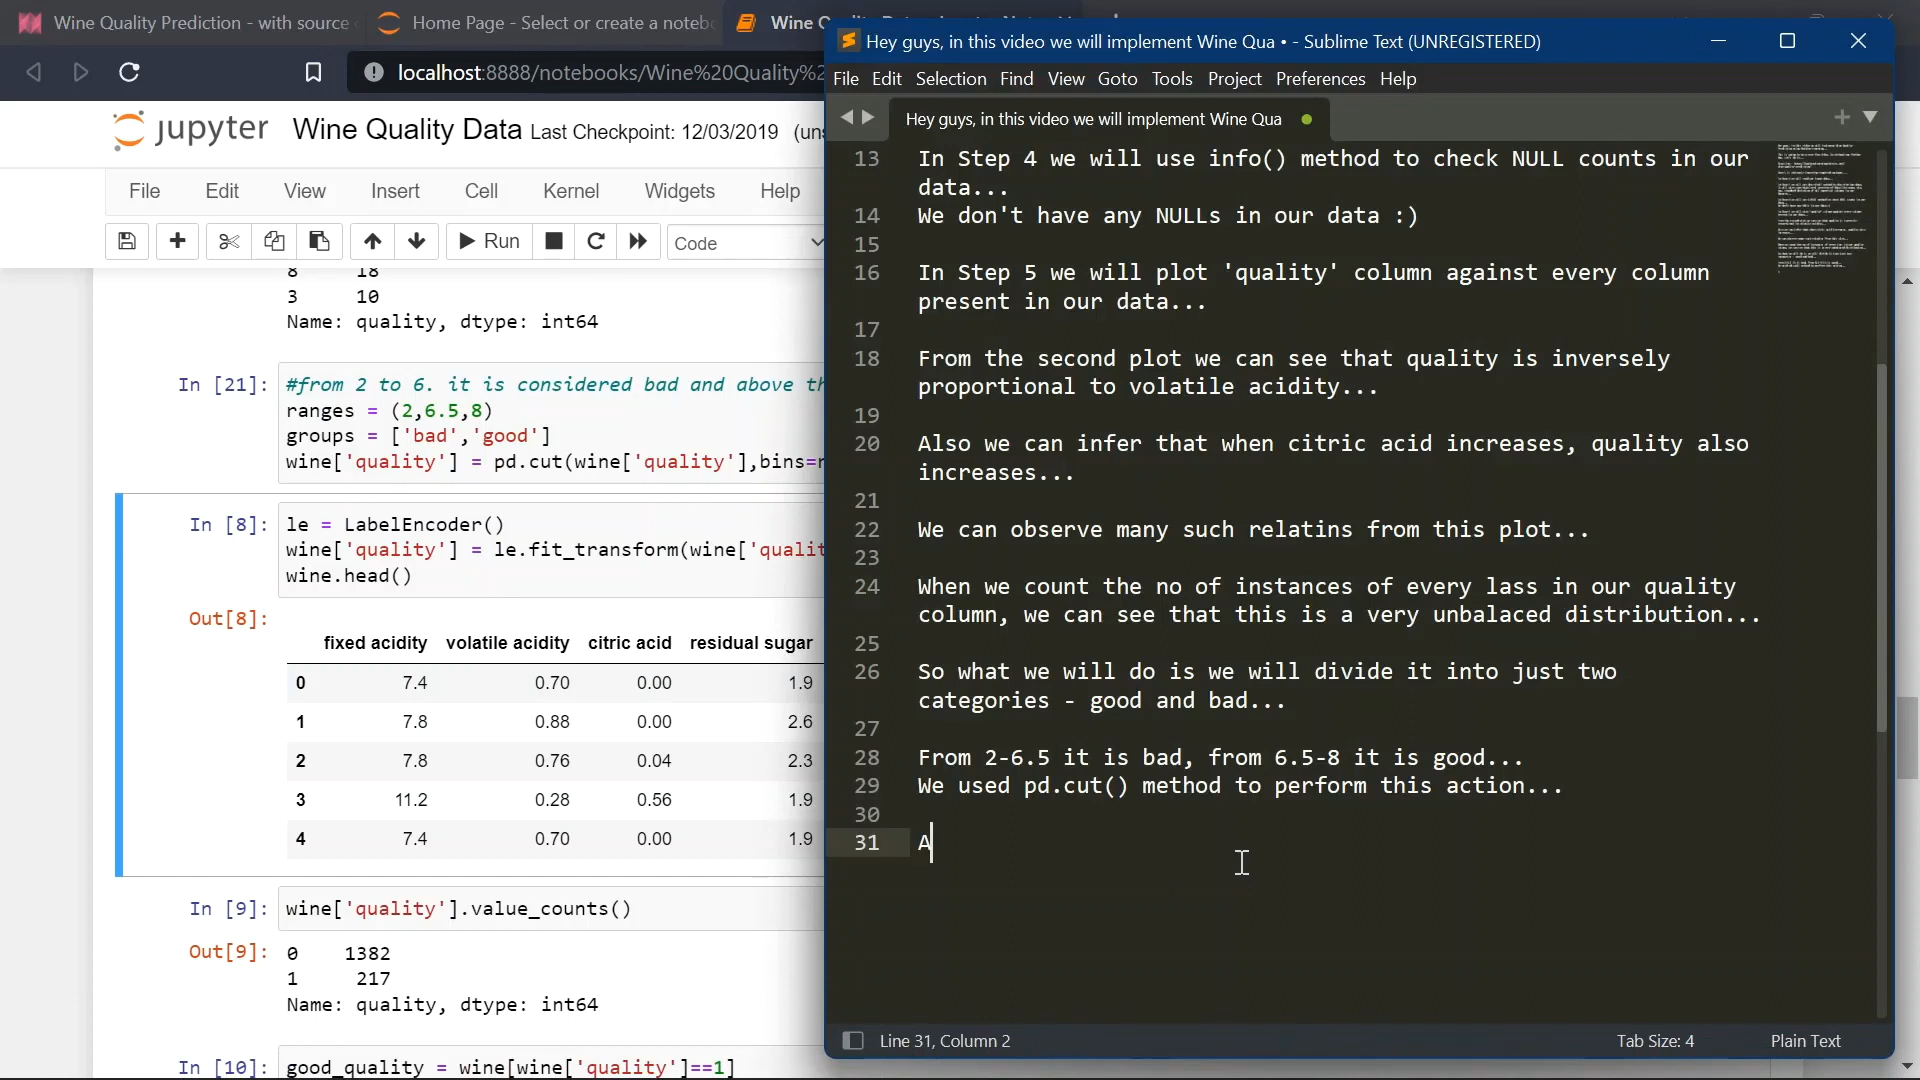 Wine Quality Prediction - with source
Home Page - Select or create a noteb
Wine
localhost:8888/notebooks/Wine%20Quality%2
jupyter Wine Quality Data Last Checkpoint: 12/03/2019 (uns
File Edit View Insert Cell Kernel Widgets Help
Run Code
8 18
3 10
Name: quality, dtype: int64
In [21]: #from 2 to 6. it is considered bad and above th
ranges = (2,6.5,8)
groups = ['bad','good']
wine['quality'] = pd.cut(wine['quality'],bins=r
In [8]: le = LabelEncoder()
wine['quality'] = le.fit_transform(wine['qualit
wine.head()
Out[8]:
fixed acidity volatile acidity citric acid residual sugar
0 7.4 0.70 0.00 1.9
1 7.8 0.88 0.00 2.6
2 7.8 0.76 0.04 2.3
3 11.2 0.28 0.56 1.9
4 7.4 0.70 0.00 1.9
In [9]: wine['quality'].value_counts()
Out[9]: 0 1382
1 217
Name: quality, dtype: int64
In [10]: good_quality = wine[wine['quality']==1]
Hey guys, in this video we will implement Wine Qua • - Sublime Text (UNREGISTERED)
File Edit Selection Find View Goto Tools Project Preferences Help
Hey guys, in this video we will implement Wine Qua
13 In Step 4 we will use info() method to check NULL counts in our
data...
14 We don't have any NULLs in our data :)
15
16 In Step 5 we will plot 'quality' column against every column
present in our data...
17
18 From the second plot we can see that quality is inversely
proportional to volatile acidity...
19
20 Also we can infer that when citric acid increases, quality also
increases...
21
22 We can observe many such relatins from this plot...
23
24 When we count the no of instances of every lass in our quality
column, we can see that this is a very unbalaced distribution...
25
26 So what we will do is we will divide it into just two
categories - good and bad...
27
28 From 2-6.5 it is bad, from 6.5-8 it is good...
29 We used pd.cut() method to perform this action...
30
31 A
Line 31, Column 2
Tab Size: 4
Plain Text